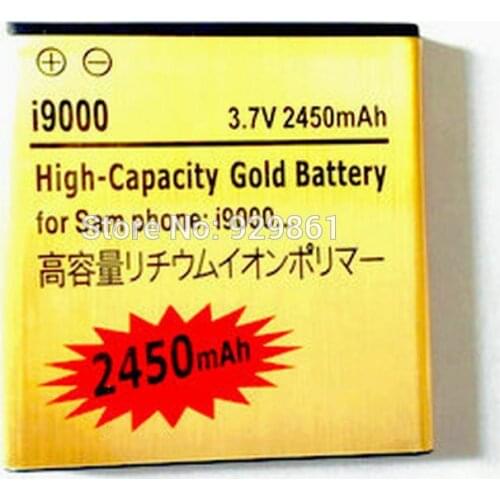 i9000
3.7V 2450mAh
High-Capacity Gold Battery
for Sam phone: i9000
Store No: 929861
高容量リチウムイオンポリマー
2450mAh